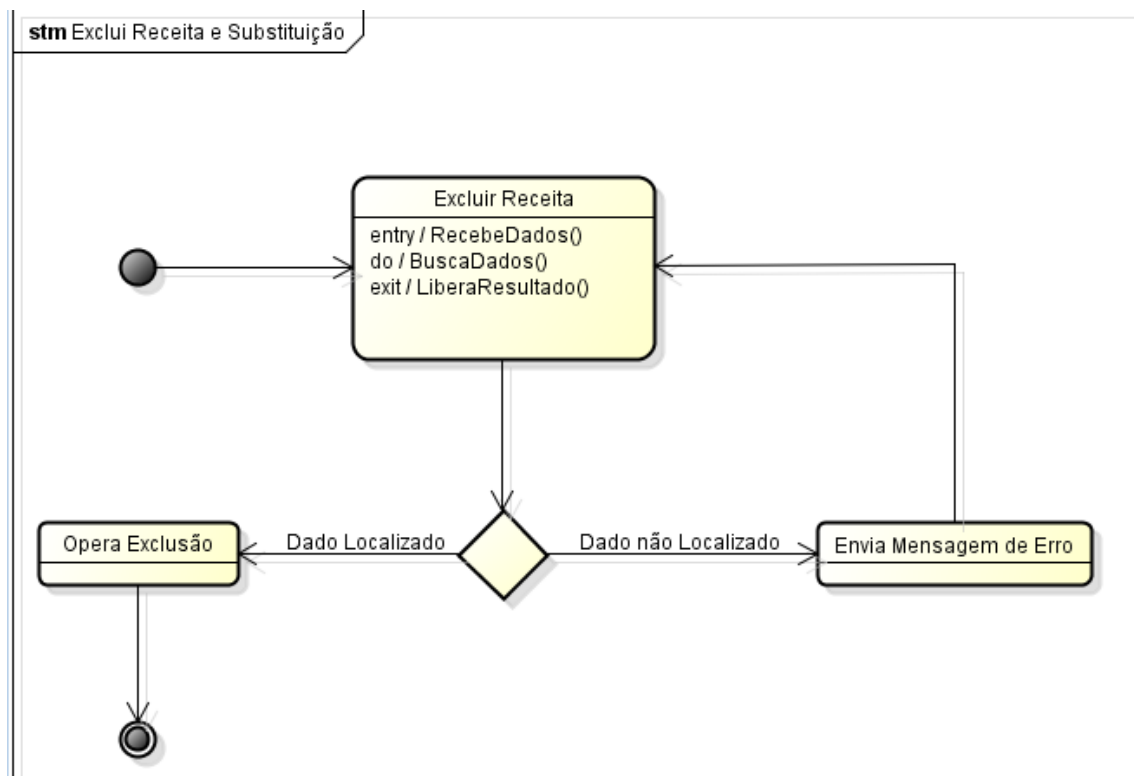 stm Exclui Receita e Substituição
Excluir Receita
entry / RecebeDados()
do / BuscaDados()
exit / LiberaResultado()
Opera Exclusão
Dado Localizado
Dado não Localizado
Envia Mensagem de Erro